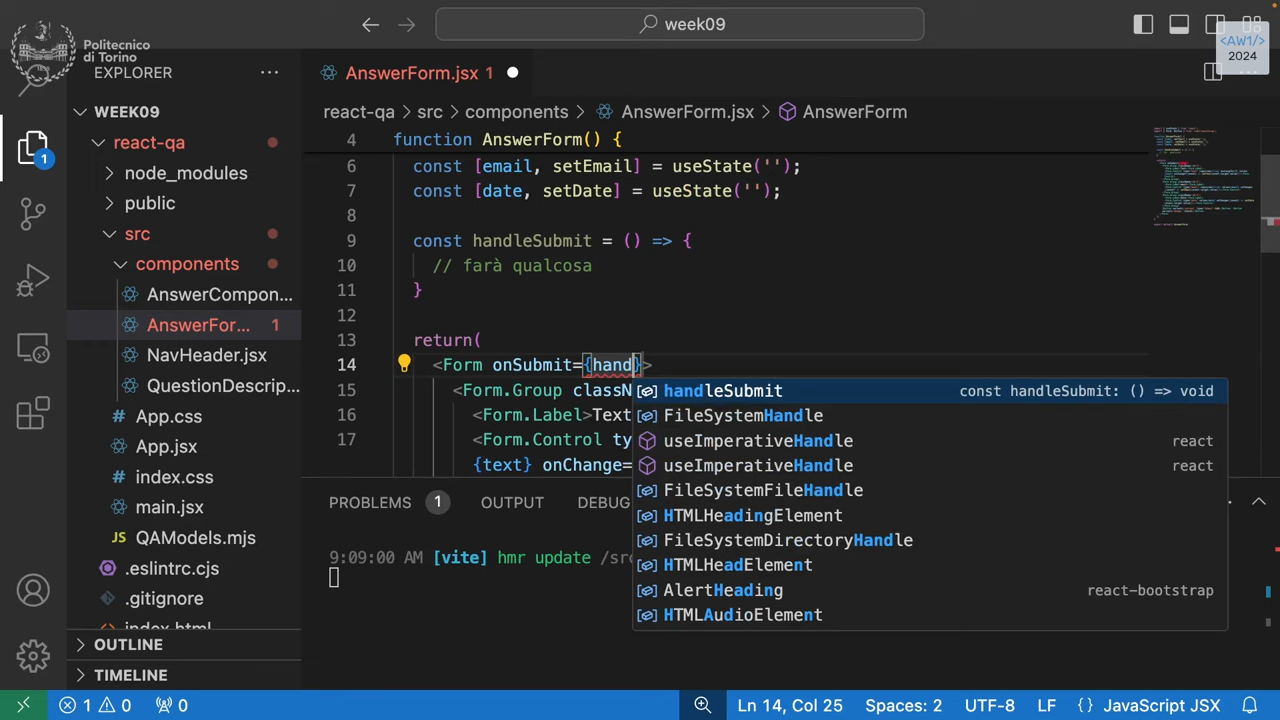 week09
Politecnico
di Torino
<AW1/>
2024
EXPLORER
AnswerForm.jsx 1
WEEK09
react-qa > src > components > AnswerForm.jsx > AnswerForm
react-qa
node_modules
public
src
components
AnswerCompon...
AnswerFor... 1
NavHeader.jsx
QuestionDescrip...
App.css
App.jsx
index.css
main.jsx
QAModels.mjs
.eslintrc.cjs
.gitignore
index.html
OUTLINE
TIMELINE
1
4 function AnswerForm() {
6 const [email, setEmail] = useState('');
7 const [date, setDate] = useState('');
8
9 const handleSubmit = () => {
10 // farà qualcosa
11 }
12
13 return(
14 <Form onSubmit={hand}>
15 <Form.Group classN
16 <Form.Label>Text
17 <Form.Control ty
{text} onChange=
handleSubmit const handleSubmit: () => void
FileSystemHandle
useImperativeHandle react
useImperativeHandle react
FileSystemFileHandle
HTMLHeadingElement
FileSystemDirectoryHandle
HTMLHeadElement
AlertHeading react-bootstrap
HTMLAudioElement
PROBLEMS 1 OUTPUT DEBUG
9:09:00 AM [vite] hmr update /sr
1 0 0 Ln 14, Col 25 Spaces: 2 UTF-8 LF {} JavaScript JSX